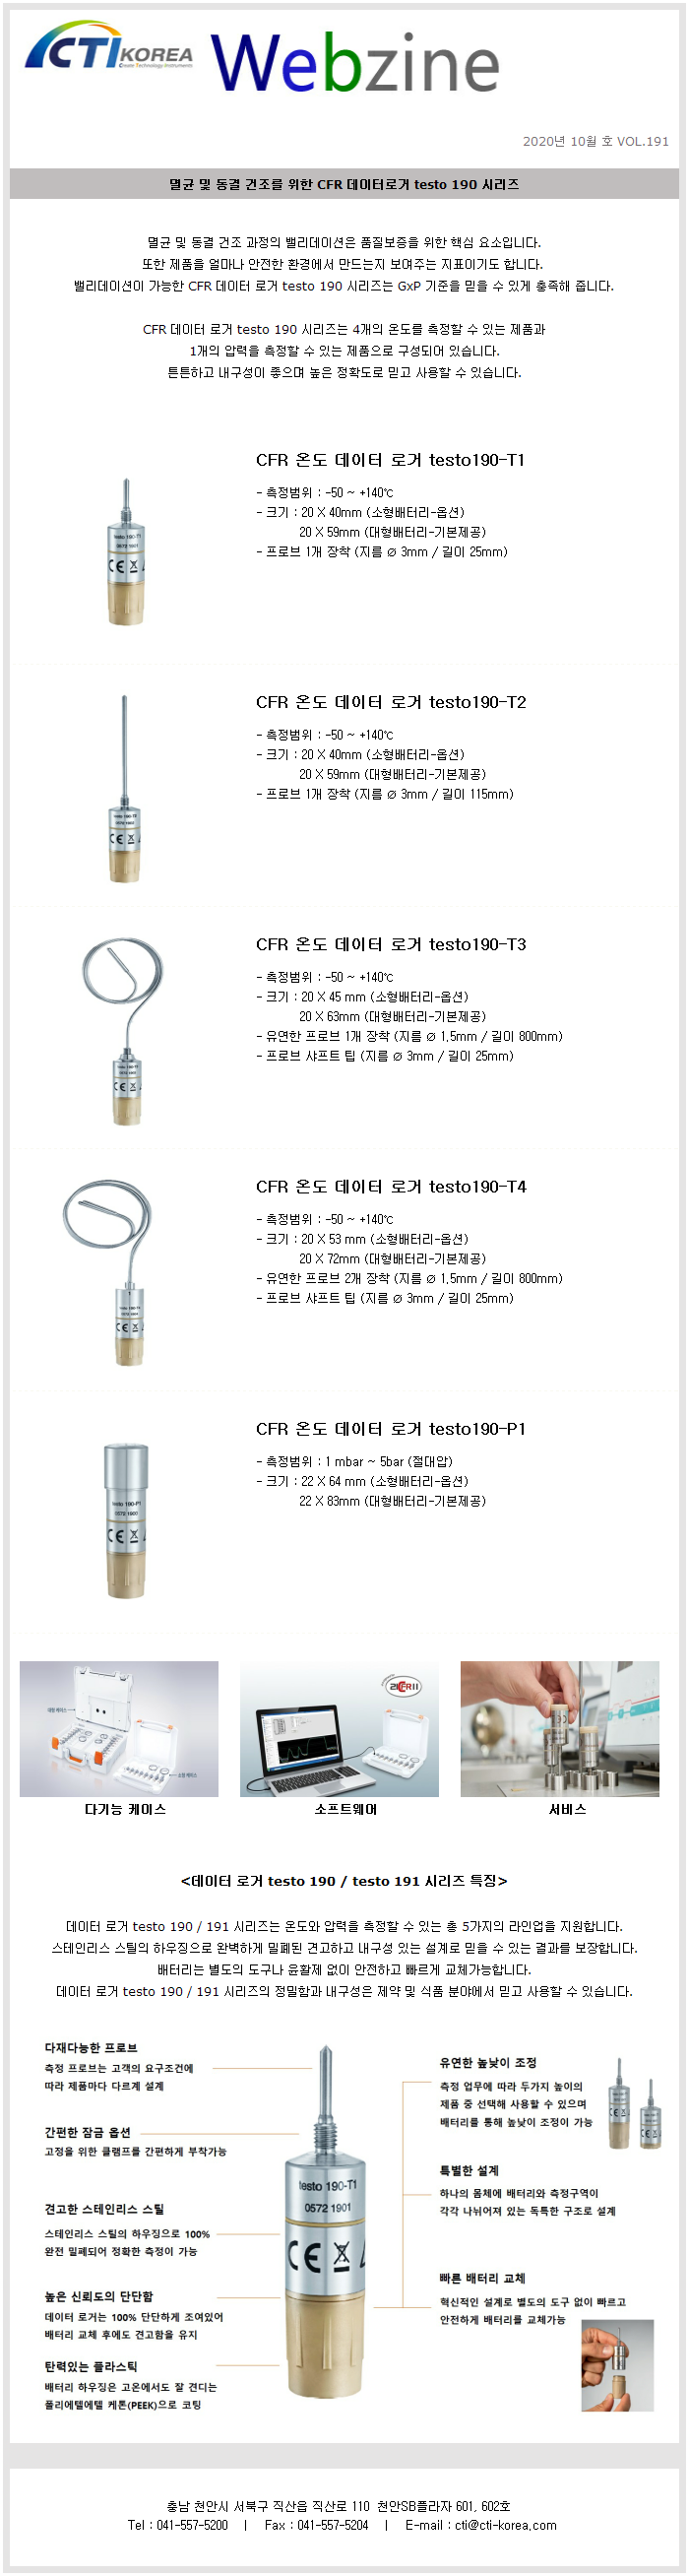 CTI KOREA
Create Technology Instruments
Webzine
2020년 10월 호 VOL.191
멸균 및 동결 건조를 위한 CFR 데이터로거 testo 190 시리즈
멸균 및 동결 건조 과정의 밸리데이션은 품질보증을 위한 핵심 요소입니다.
또한 제품을 얼마나 안전한 환경에서 만드는지 보여주는 지표이기도 합니다.
밸리데이션이 가능한 CFR 데이터 로거 testo 190 시리즈는 GxP 기준을 믿을 수 있게 충족해 줍니다.
CFR 데이터 로거 testo 190 시리즈는 4개의 온도를 측정할 수 있는 제품과
1개의 압력을 측정할 수 있는 제품으로 구성되어 있습니다.
튼튼하고 내구성이 좋으며 높은 정확도로 믿고 사용할 수 있습니다.
CFR 온도 데이터 로거 testo190-T1
- 측정범위 : -50 ~ +140℃
- 크기 : 20 X 40mm (소형배터리-옵션)
20 X 59mm (대형배터리-기본제공)
- 프로브 1개 장착 (지름 ∅ 3mm / 길이 25mm)
testo 190-T1
0572 1901
CE
CFR 온도 데이터 로거 testo190-T2
- 측정범위 : -50 ~ +140℃
- 크기 : 20 X 40mm (소형배터리-옵션)
20 X 59mm (대형배터리-기본제공)
- 프로브 1개 장착 (지름 ∅ 3mm / 길이 115mm)
CE
CFR 온도 데이터 로거 testo190-T3
- 측정범위 : -50 ~ +140℃
- 크기 : 20 X 45 mm (소형배터리-옵션)
20 X 63mm (대형배터리-기본제공)
- 유연한 프로브 1개 장착 (지름 ∅ 1.5mm / 길이 800mm)
- 프로브 샤프트 팁 (지름 ∅ 3mm / 길이 25mm)
CE
CFR 온도 데이터 로거 testo190-T4
- 측정범위 : -50 ~ +140℃
- 크기 : 20 X 53 mm (소형배터리-옵션)
20 X 72mm (대형배터리-기본제공)
- 유연한 프로브 2개 장착 (지름 ∅ 1.5mm / 길이 800mm)
- 프로브 샤프트 팁 (지름 ∅ 3mm / 길이 25mm)
CE
CFR 온도 데이터 로거 testo190-P1
- 측정범위 : 1 mbar ~ 5bar (절대압)
- 크기 : 22 X 64 mm (소형배터리-옵션)
22 X 83mm (대형배터리-기본제공)
testo 190-P1
0572 1900
CE
대형 케이스
소형 케이스
다기능 케이스
소프트웨어
서비스
<데이터 로거 testo 190 / testo 191 시리즈 특징>
데이터 로거 testo 190 / 191 시리즈는 온도와 압력을 측정할 수 있는 총 5가지의 라인업을 지원합니다.
스테인리스 스틸의 하우징으로 완벽하게 밀폐된 견고하고 내구성 있는 설계로 믿을 수 있는 결과를 보장합니다.
배터리는 별도의 도구나 윤활제 없이 안전하고 빠르게 교체가능합니다.
데이터 로거 testo 190 / 191 시리즈의 정밀함과 내구성은 제약 및 식품 분야에서 믿고 사용할 수 있습니다.
다재다능한 프로브
측정 프로브는 고객의 요구조건에
따라 제품마다 다르게 설계
간편한 잠금 옵션
고정을 위한 클램프를 간편하게 부착가능
견고한 스테인리스 스틸
스테인리스 스틸의 하우징으로 100%
완전 밀폐되어 정확한 측정이 가능
높은 신뢰도의 단단함
데이터 로거는 100% 단단하게 조여있어
배터리 교체 후에도 견고함을 유지
탄력있는 플라스틱
배터리 하우징은 고온에서도 잘 견디는
폴리에텔에텔 케톤(PEEK)으로 코팅
testo 190-T1
0572 1901
CE
유연한 높낮이 조정
측정 업무에 따라 두가지 높이의
제품 중 선택해 사용할 수 있으며
배터리를 통해 높낮이 조정이 가능
특별한 설계
하나의 몸체에 배터리와 측정구역이
각각 나뉘어져 있는 독특한 구조로 설계
빠른 배터리 교체
혁신적인 설계로 별도의 도구 없이 빠르고
안전하게 배터리를 교체가능
충남 천안시 서북구 직산읍 직산로 110 천안SB플라자 601, 602호
Tel : 041-557-5200 | Fax : 041-557-5204 | E-mail : cti@cti-korea.com